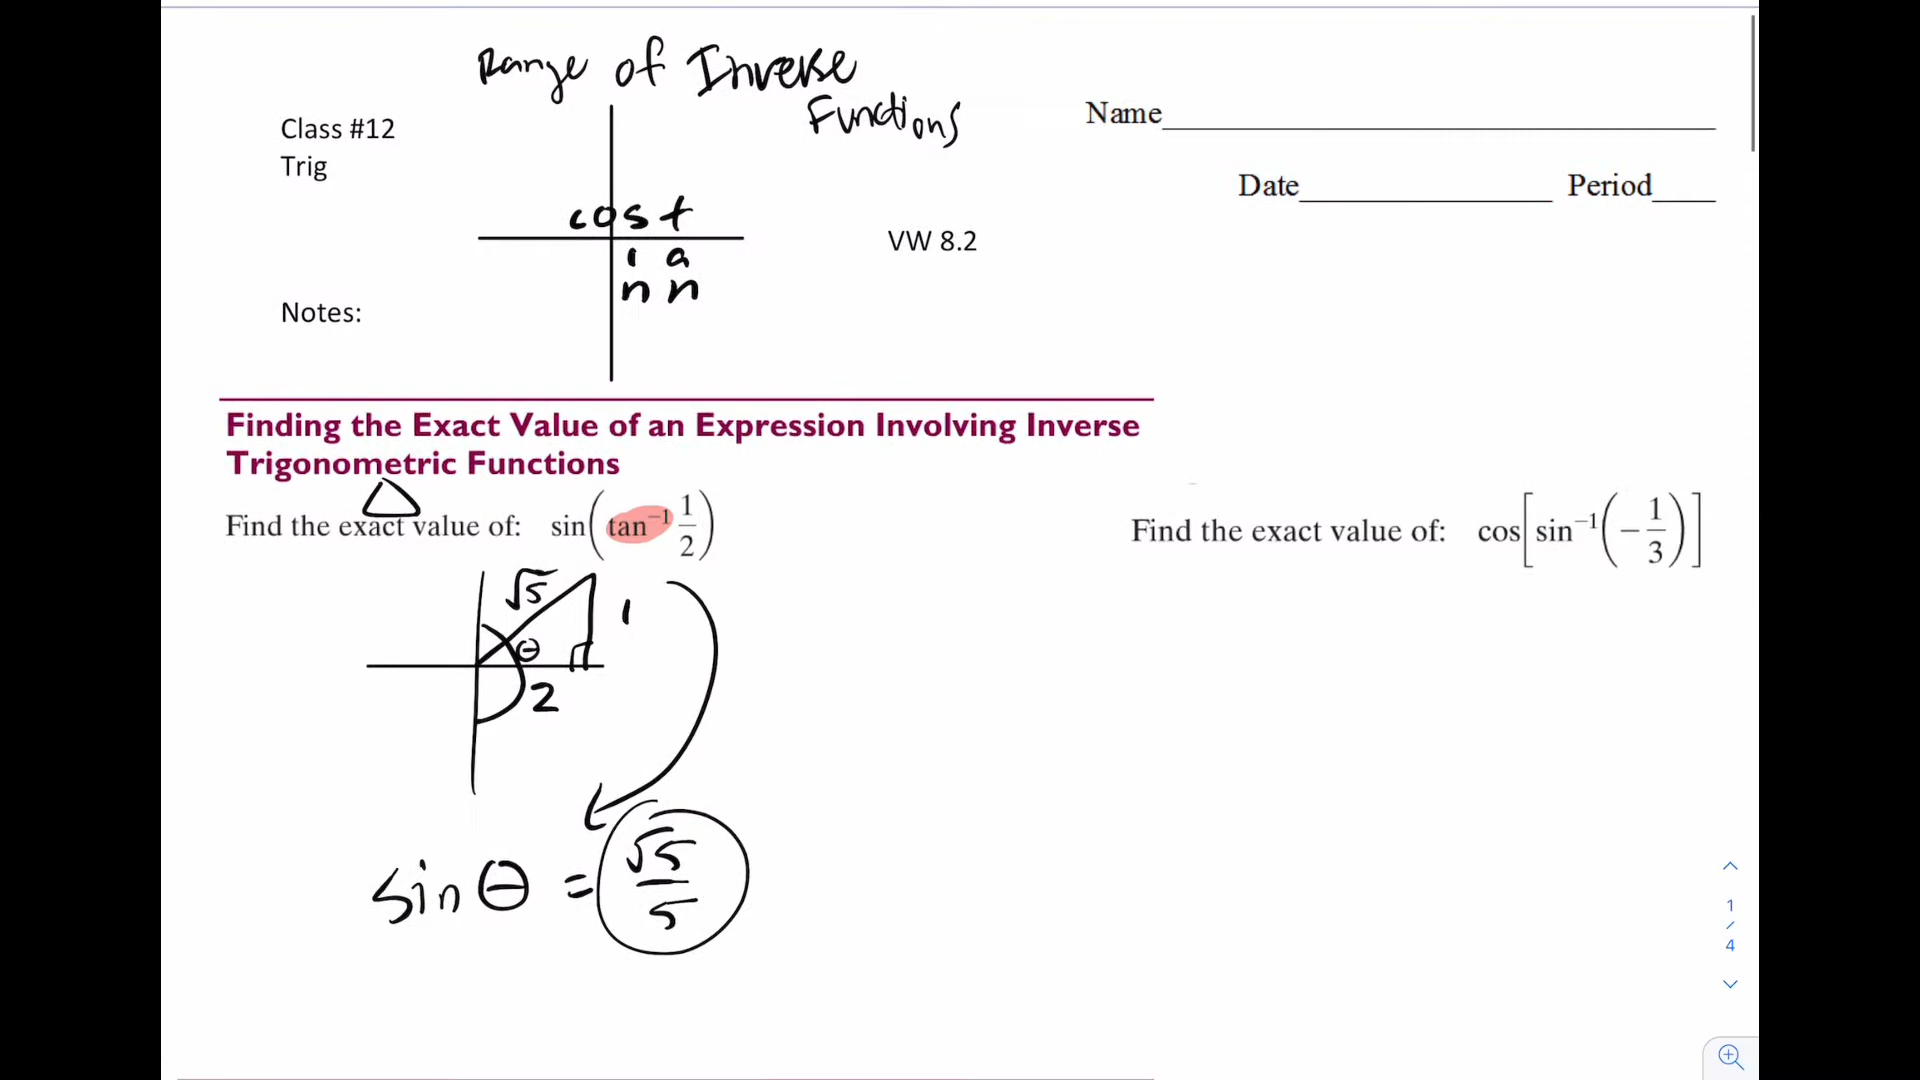 Range of Inverse
Functions
Class #12
Trig
Name
Date Period
cos t
i a
n n
VW 8.2
Notes:
Finding the Exact Value of an Expression Involving Inverse
Trigonometric Functions
Find the exact value of: sin(tan⁻¹ 1/2)
Find the exact value of: cos[sin⁻¹(−1/3)]
√5
1
θ
2
sin θ = √5/5
1
/
4